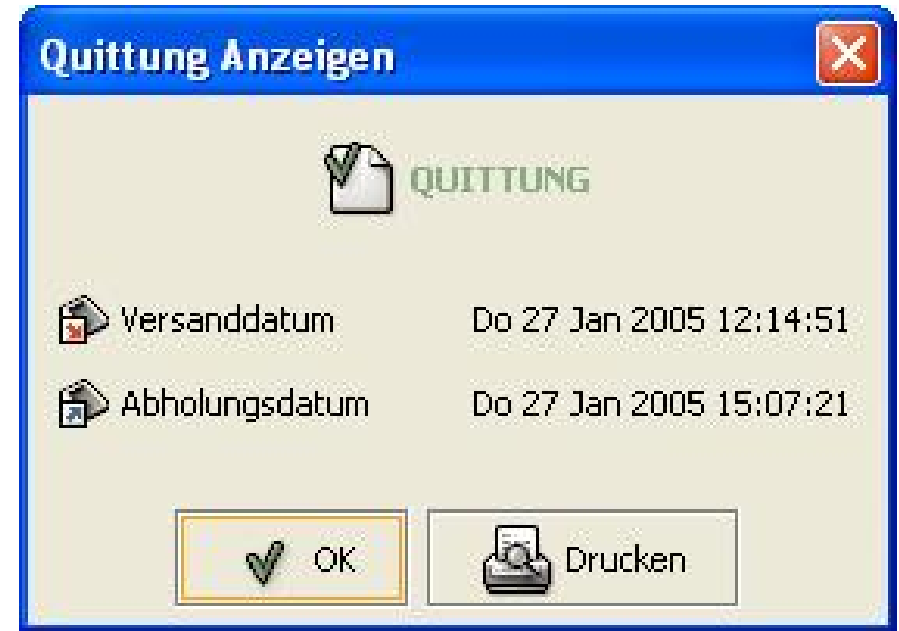 Quittung Anzeigen
QUITTUNG
Versanddatum Do 27 Jan 2005 12:14:51
Abholungsdatum Do 27 Jan 2005 15:07:21
OK Drucken